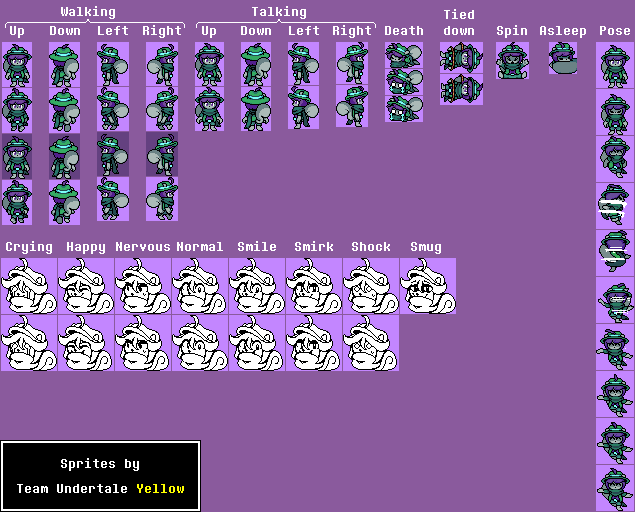 Walking
Talking
Up Down Left Right Up Down Left Right Death Tied down Spin Asleep Pose
Crying Happy Nervous Normal Smile Smirk Shock Smug
Sprites by
Team Undertale Yellow